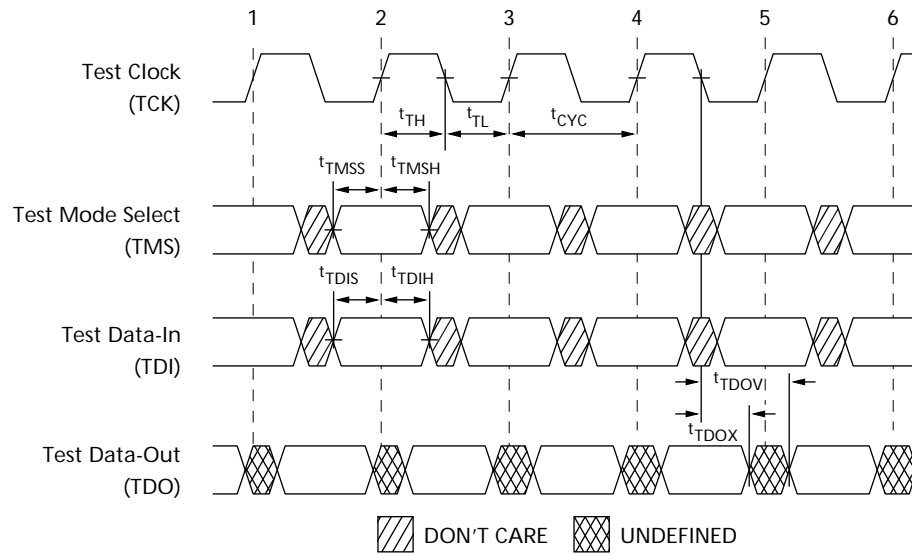 1 2 3 4 5 6
Test Clock
(TCK)
tTH tTL tCYC
tTMSS tTMSH
Test Mode Select
(TMS)
tTDIS tTDIH
Test Data-In
(TDI)
tTDOV
tTDOX
Test Data-Out
(TDO)
DON'T CARE UNDEFINED